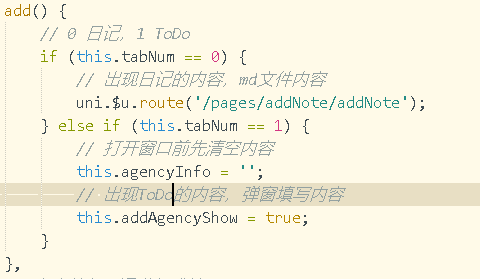 add() {
// 0 日记，1 ToDo
if (this.tabNum == 0) {
// 出现日记的内容，md文件内容
uni.$u.route('/pages/addNote/addNote');
} else if (this.tabNum == 1) {
// 打开窗口前先清空内容
this.agencyInfo = '';
// 出现ToDo的内容，弹窗填写内容
this.addAgencyShow = true;
}
},